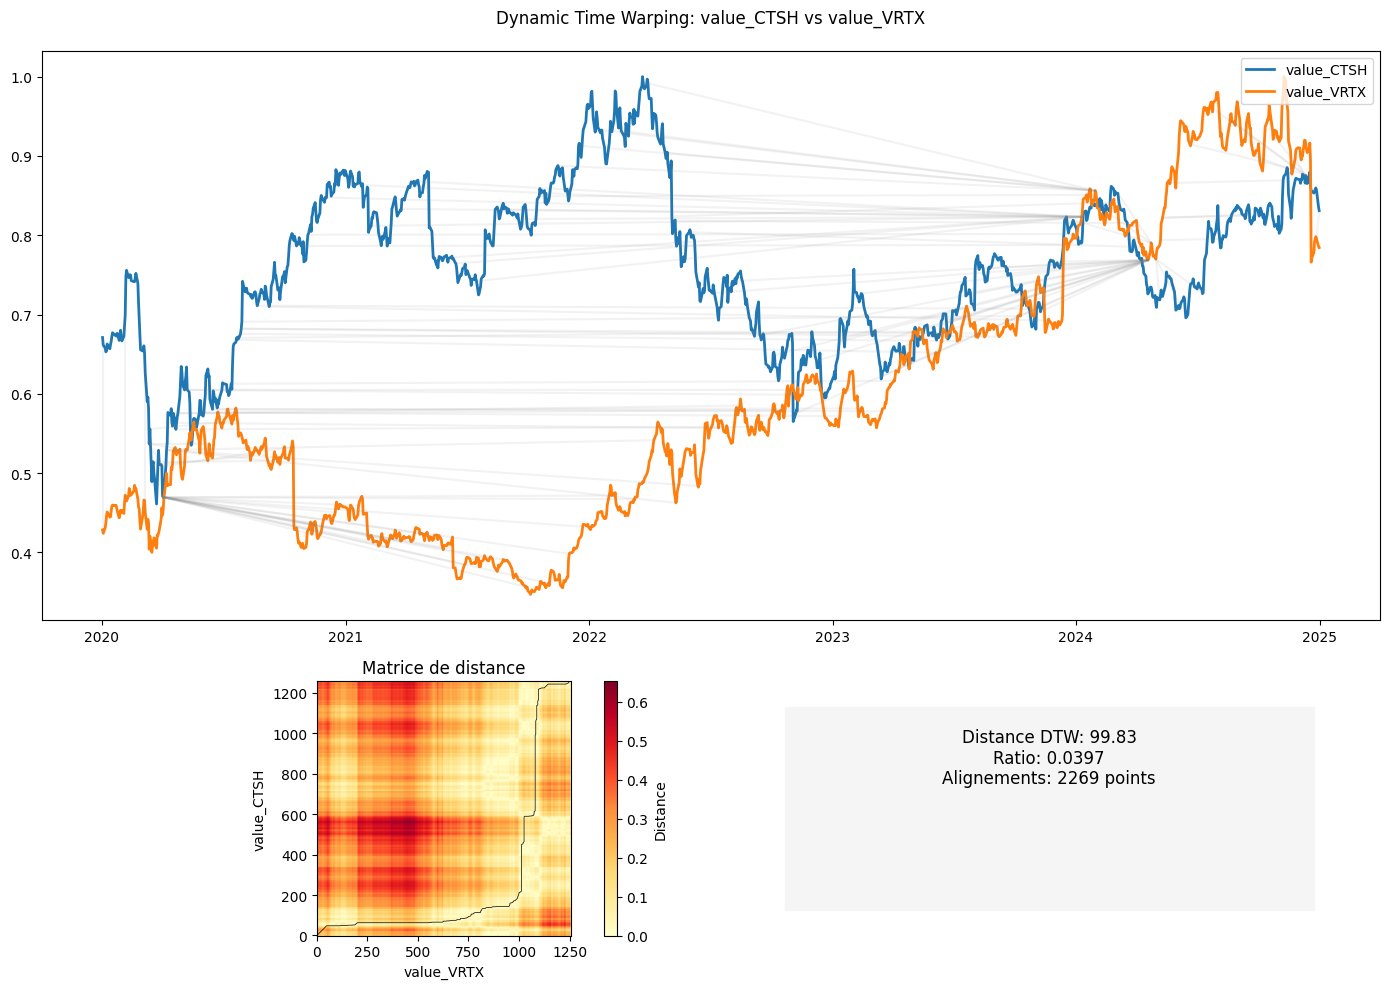 Dynamic Time Warping: value_CTSH vs value_VRTX
value_CTSH
value_VRTX
1.0
0.9
0.8
0.7
0.6
0.5
0.4
2020 2021 2022 2023 2024 2025
Matrice de distance
value_CTSH
1200
1000
800
600
400
200
0
0 250 500 750 1000 1250
value_VRTX
0.6
0.5
0.4
0.3
0.2
0.1
0.0
Distance
Distance DTW: 99.83
Ratio: 0.0397
Alignements: 2269 points